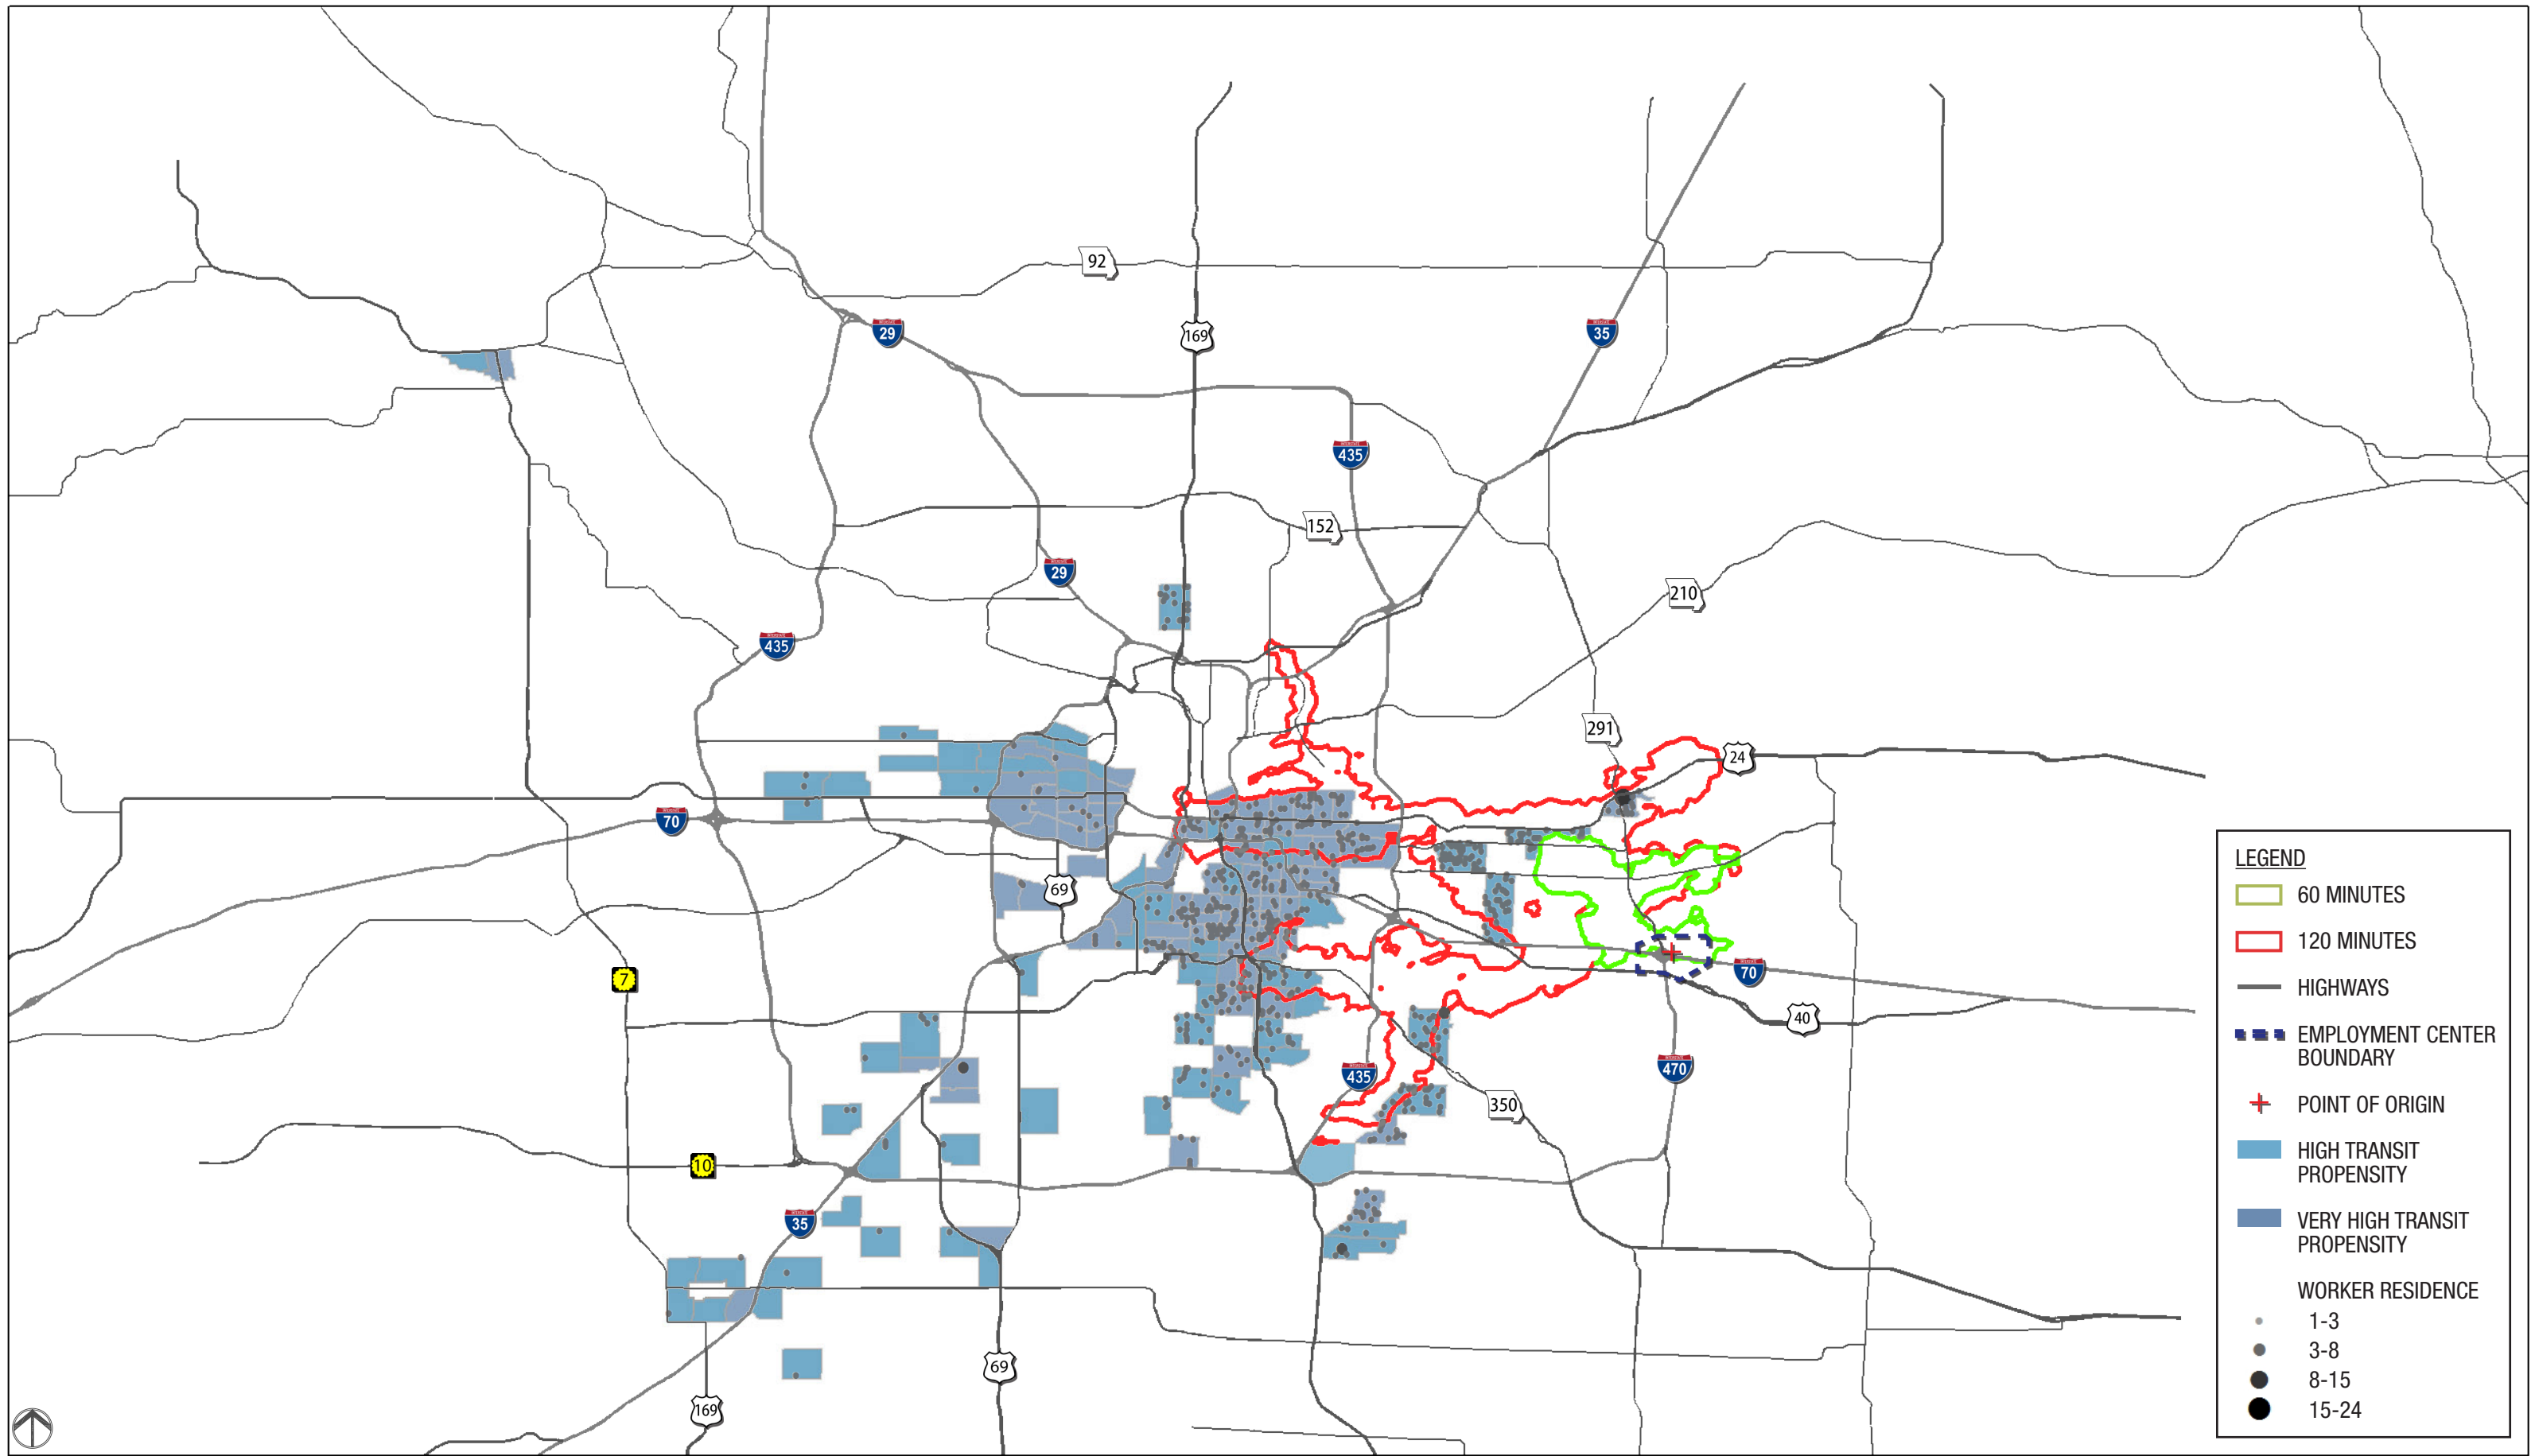 92
29
169
35
435
152
29
210
435
291
24
70
69
7
70
40
435
470
350
10
35
69
169
LEGEND
60 MINUTES
120 MINUTES
HIGHWAYS
EMPLOYMENT CENTER
BOUNDARY
POINT OF ORIGIN
HIGH TRANSIT
PROPENSITY
VERY HIGH TRANSIT
PROPENSITY
WORKER RESIDENCE
1-3
3-8
8-15
15-24